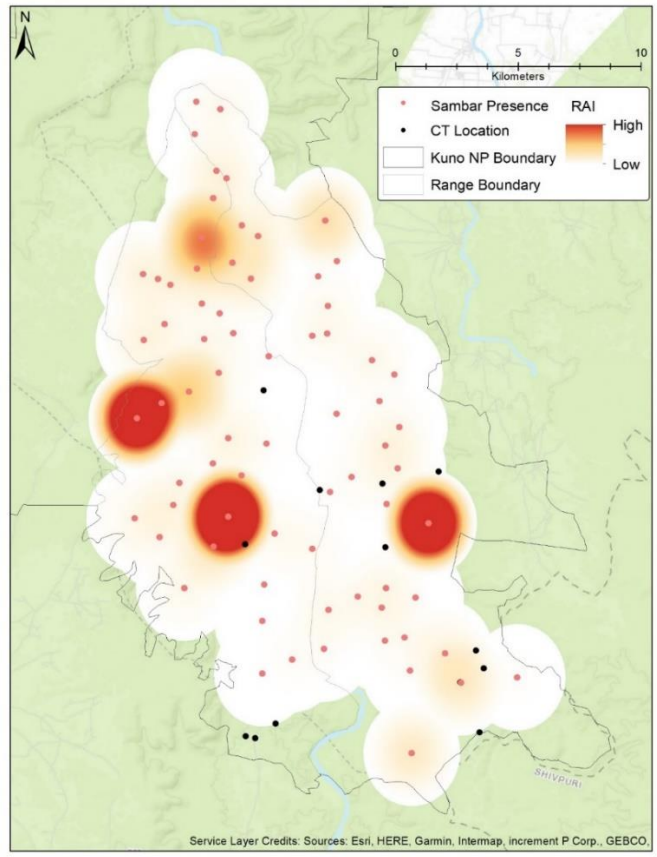 N
0 5 10
Kilometers
Sambar Presence
CT Location
Kuno NP Boundary
Range Boundary
RAI
High
Low
SHIVPURI
Service Layer Credits: Sources: Esri, HERE, Garmin, Intermap, increment P Corp., GEBCO,